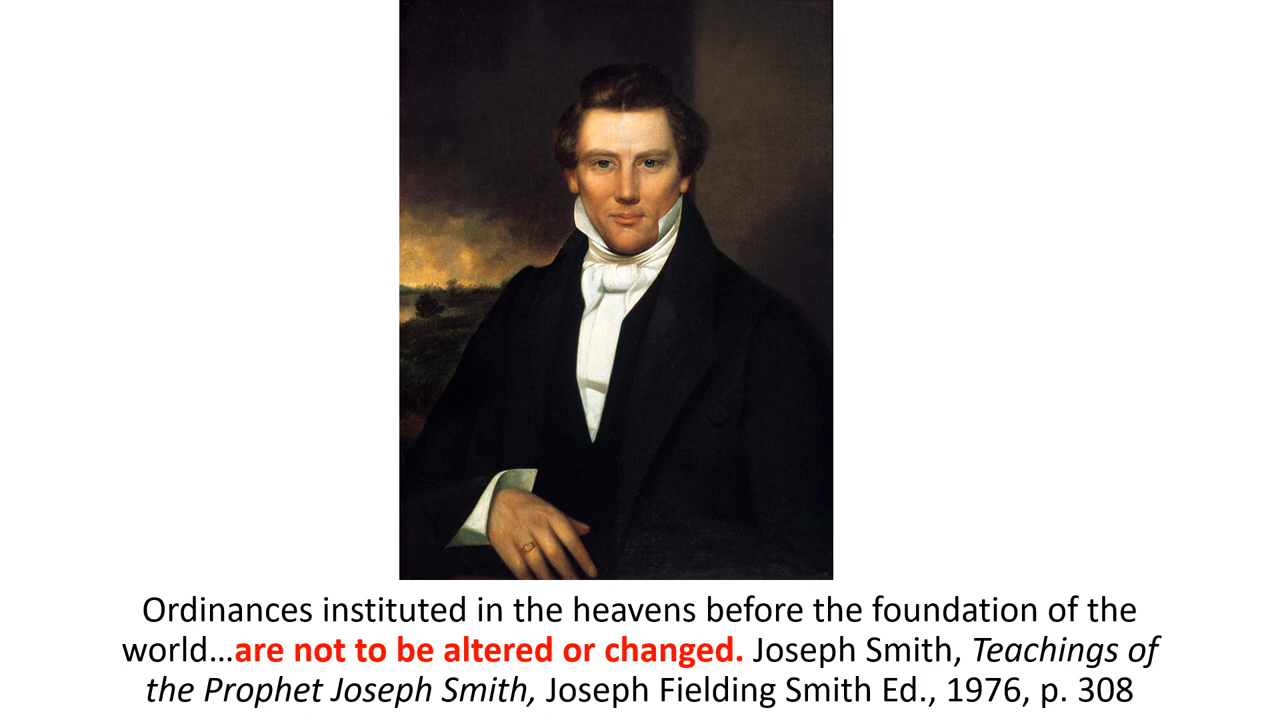 Ordinances instituted in the heavens before the foundation of the
world…are not to be altered or changed. Joseph Smith, Teachings of
the Prophet Joseph Smith, Joseph Fielding Smith Ed., 1976, p. 308